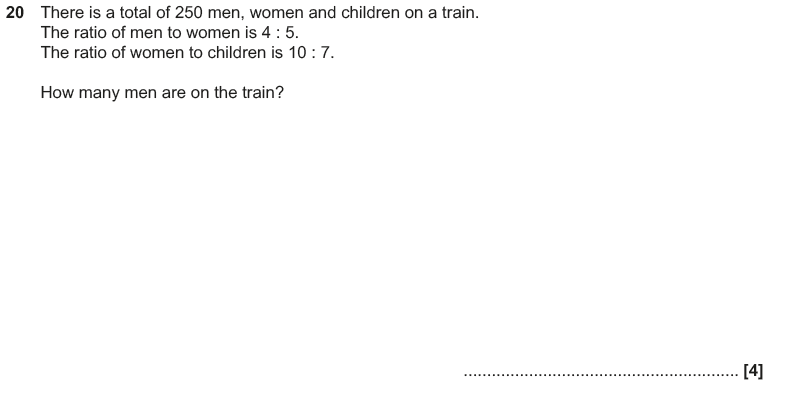 20 There is a total of 250 men, women and children on a train.
The ratio of men to women is 4 : 5.
The ratio of women to children is 10 : 7.
How many men are on the train?
........................................................... [4]